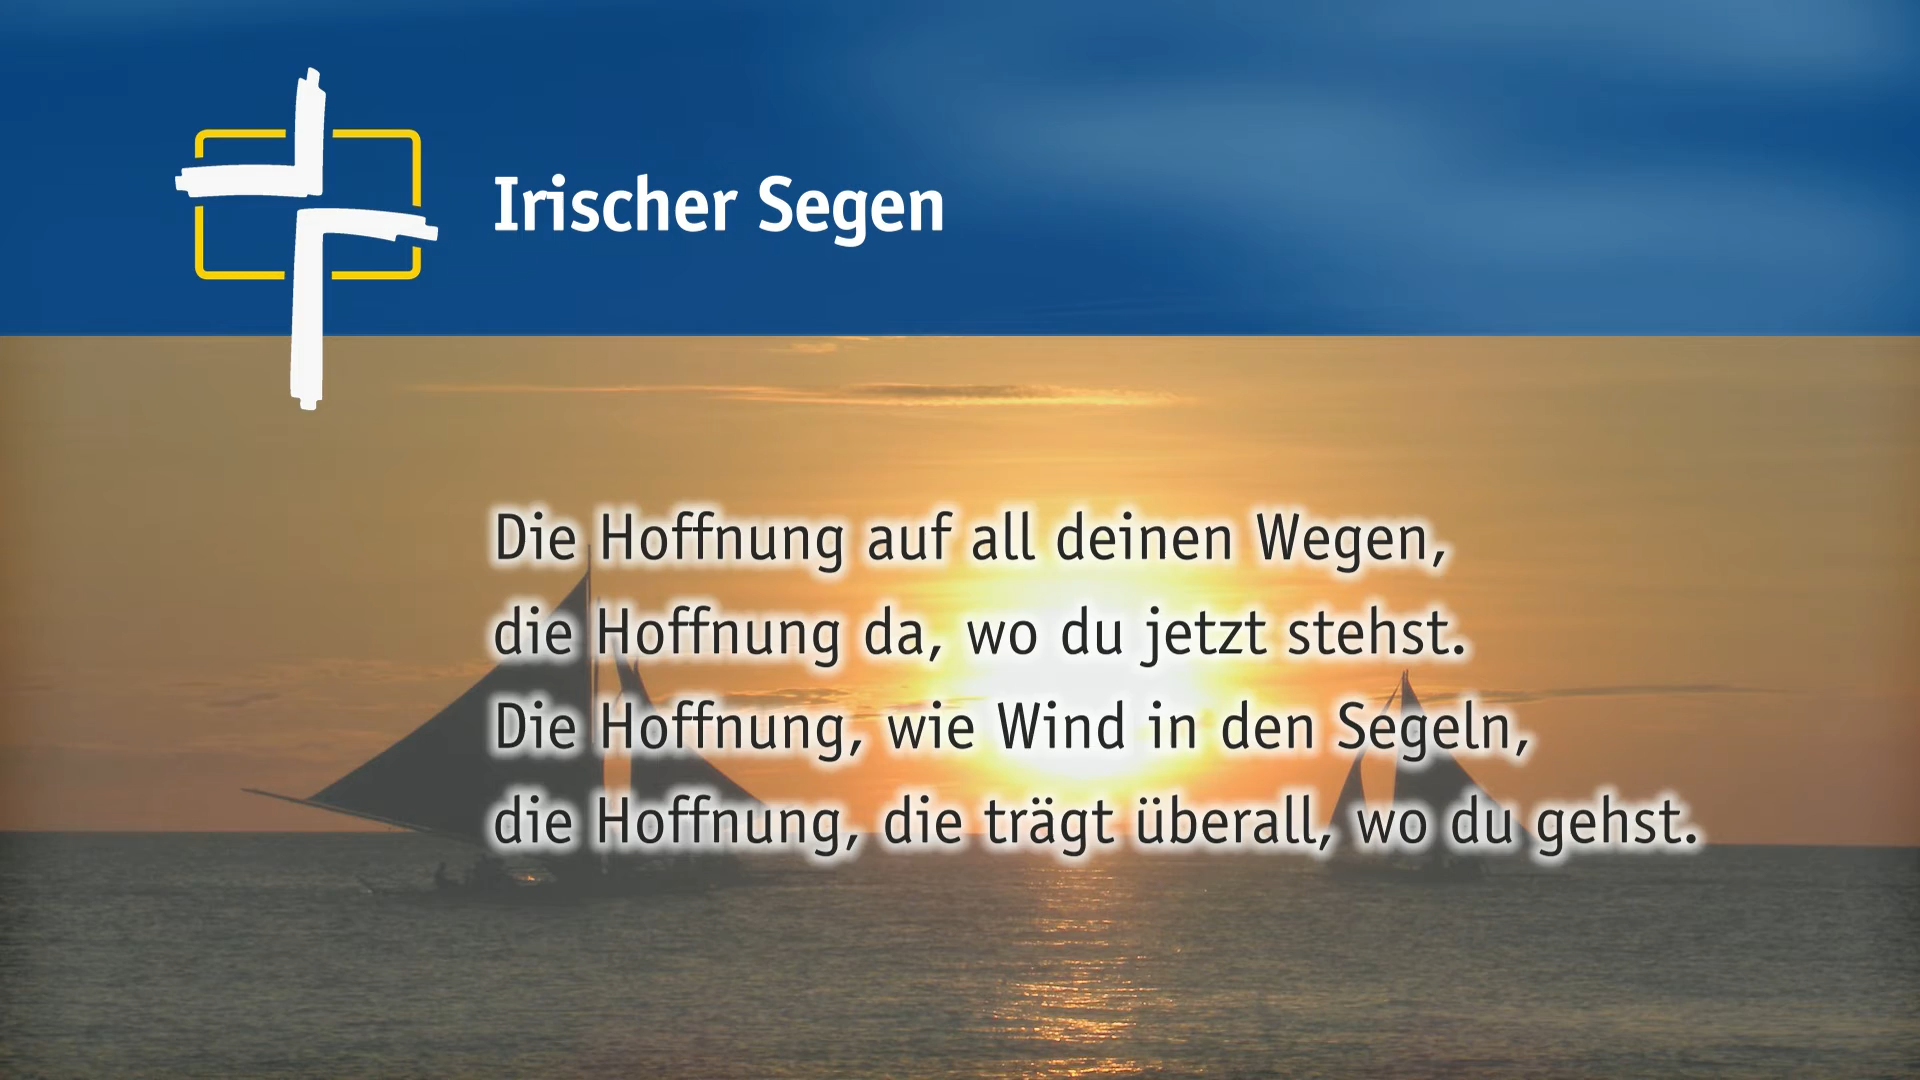 Irischer Segen
Die Hoffnung auf all deinen Wegen,
die Hoffnung da, wo du jetzt stehst.
Die Hoffnung, wie Wind in den Segeln,
die Hoffnung, die trägt überall, wo du gehst.